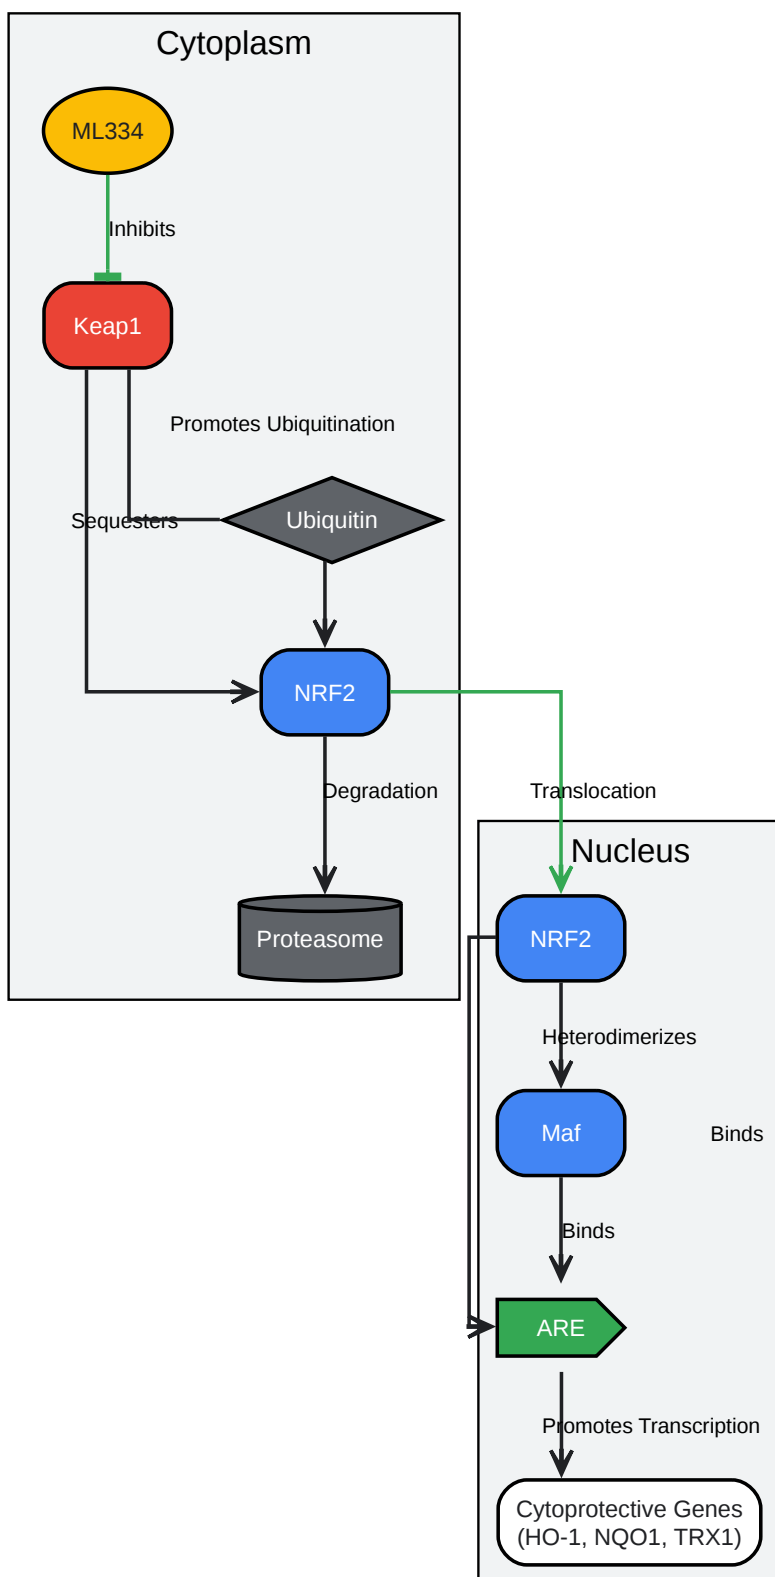 Cytoplasm
ML334
Inhibits
Keap1
Promotes Ubiquitination
Sequesters
Ubiquitin
NRF2
Degradation
Translocation
Nucleus
Proteasome
NRF2
Heterodimerizes
Maf
Binds
Binds
ARE
Promotes Transcription
Cytoprotective Genes
(HO-1, NQO1, TRX1)